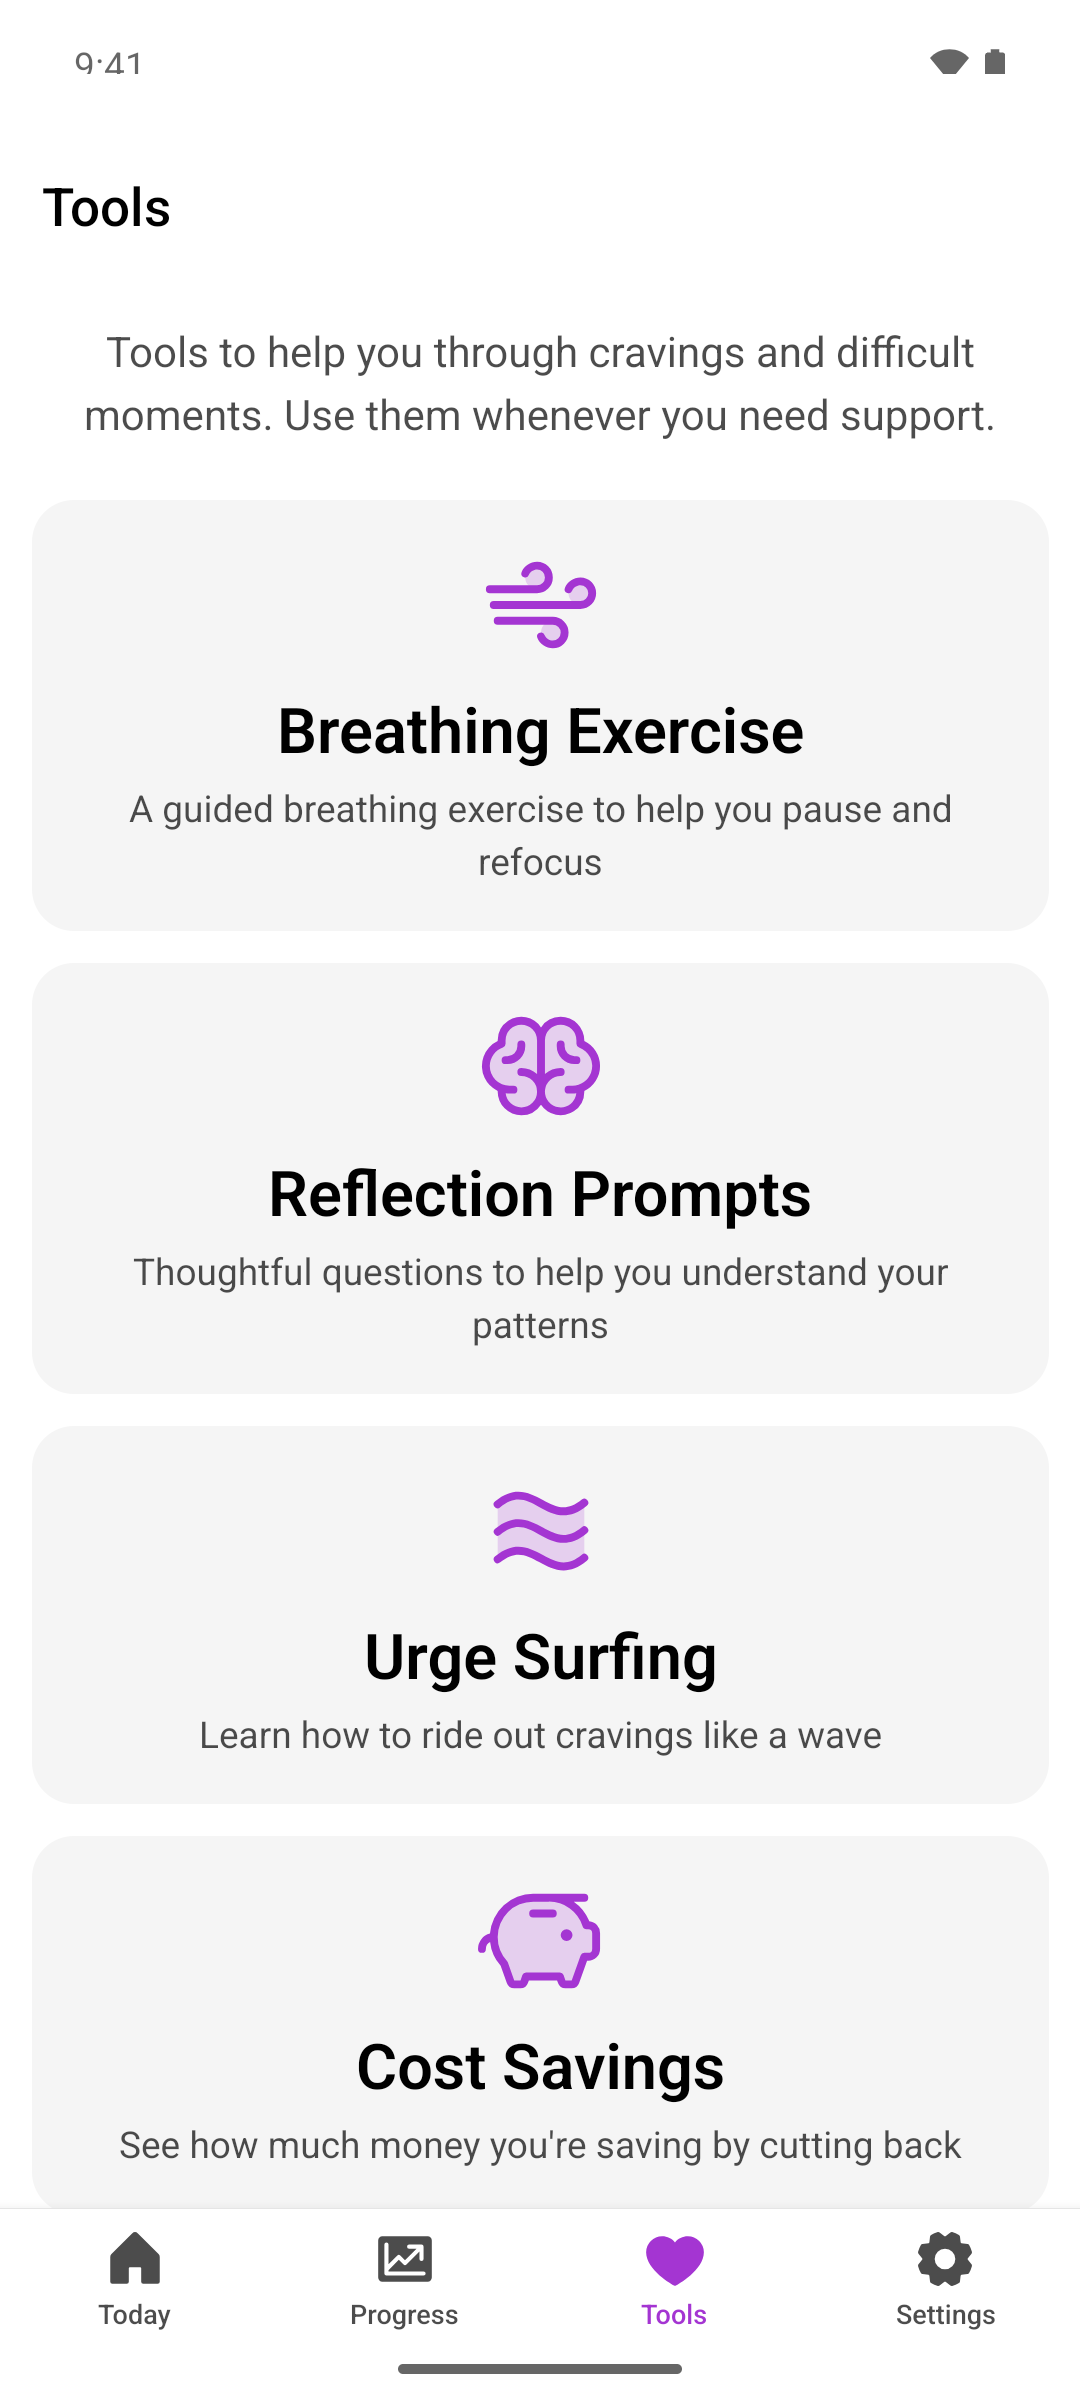 9:41
Tools
Tools to help you through cravings and difficult
moments. Use them whenever you need support.
Breathing Exercise
A guided breathing exercise to help you pause and
refocus
Reflection Prompts
Thoughtful questions to help you understand your
patterns
Urge Surfing
Learn how to ride out cravings like a wave
Cost Savings
See how much money you're saving by cutting back
Today
Progress
Tools
Settings